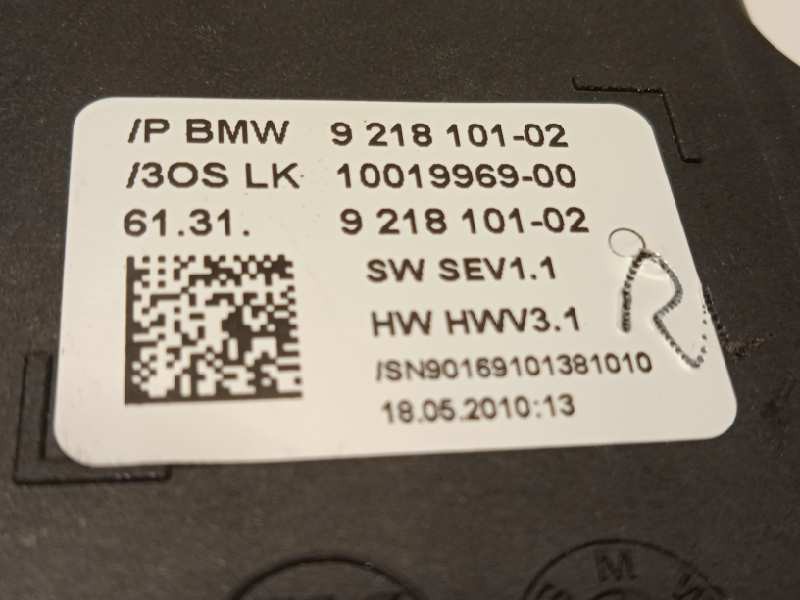 /P BMW 9 218 101-02
/3OS LK 10019969-00
61.31. 9 218 101-02
SW SEV1.1
HW HWV3.1
/SN90169101381010
18.05.2010:13
R
M